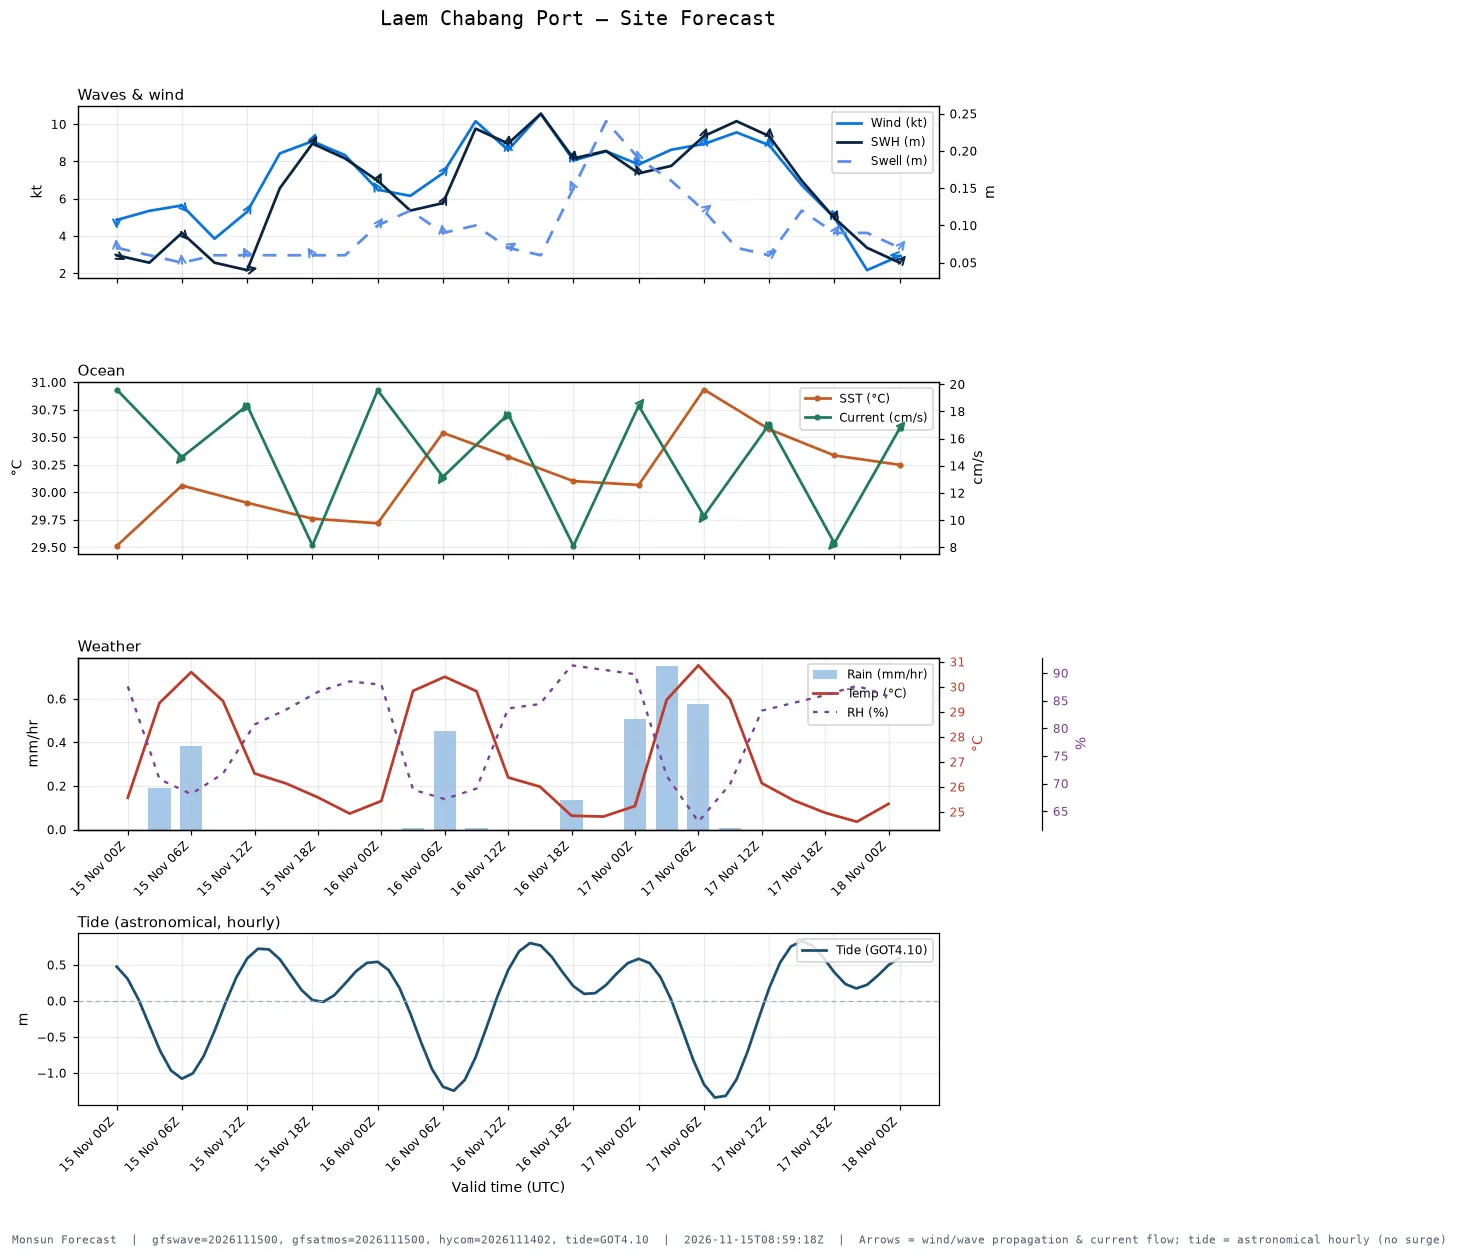 Laem Chabang Port — Site Forecast
Waves & wind
10
8
6
4
2
kt
0.25
0.20
0.15
0.10
0.05
m
Wind (kt)
SWH (m)
Swell (m)
Ocean
31.00
30.75
30.50
30.25
30.00
29.75
29.50
°C
20
18
16
14
12
10
8
cm/s
SST (°C)
Current (cm/s)
Weather
0.6
0.4
0.2
0.0
mm/hr
31
30
29
28
27
26
25
°C
90
85
80
75
70
65
%
Rain (mm/hr)
Temp (°C)
RH (%)
15 Nov 00Z
15 Nov 06Z
15 Nov 12Z
15 Nov 18Z
16 Nov 00Z
16 Nov 06Z
16 Nov 12Z
16 Nov 18Z
17 Nov 00Z
17 Nov 06Z
17 Nov 12Z
17 Nov 18Z
18 Nov 00Z
Tide (astronomical, hourly)
0.5
0.0
−0.5
−1.0
m
Tide (GOT4.10)
15 Nov 00Z
15 Nov 06Z
15 Nov 12Z
15 Nov 18Z
16 Nov 00Z
16 Nov 06Z
16 Nov 12Z
16 Nov 18Z
17 Nov 00Z
17 Nov 06Z
17 Nov 12Z
17 Nov 18Z
18 Nov 00Z
Valid time (UTC)
Monsun Forecast | gfswave=2026111500, gfsatmos=2026111500, hycom=2026111402, tide=GOT4.10 | 2026-11-15T08:59:18Z | Arrows = wind/wave propagation & current flow; tide = astronomical hourly (no surge)